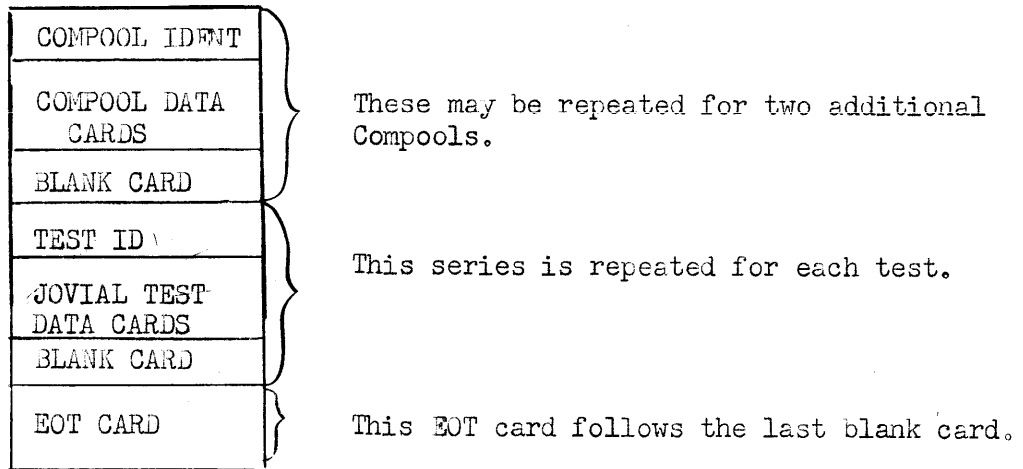 COMPOOL IDENT
COMPOOL DATA
CARDS
BLANK CARD
These may be repeated for two additional
Compools.
TEST ID
JOVIAL TEST
DATA CARDS
BLANK CARD
This series is repeated for each test.
EOT CARD
This EOT card follows the last blank card.